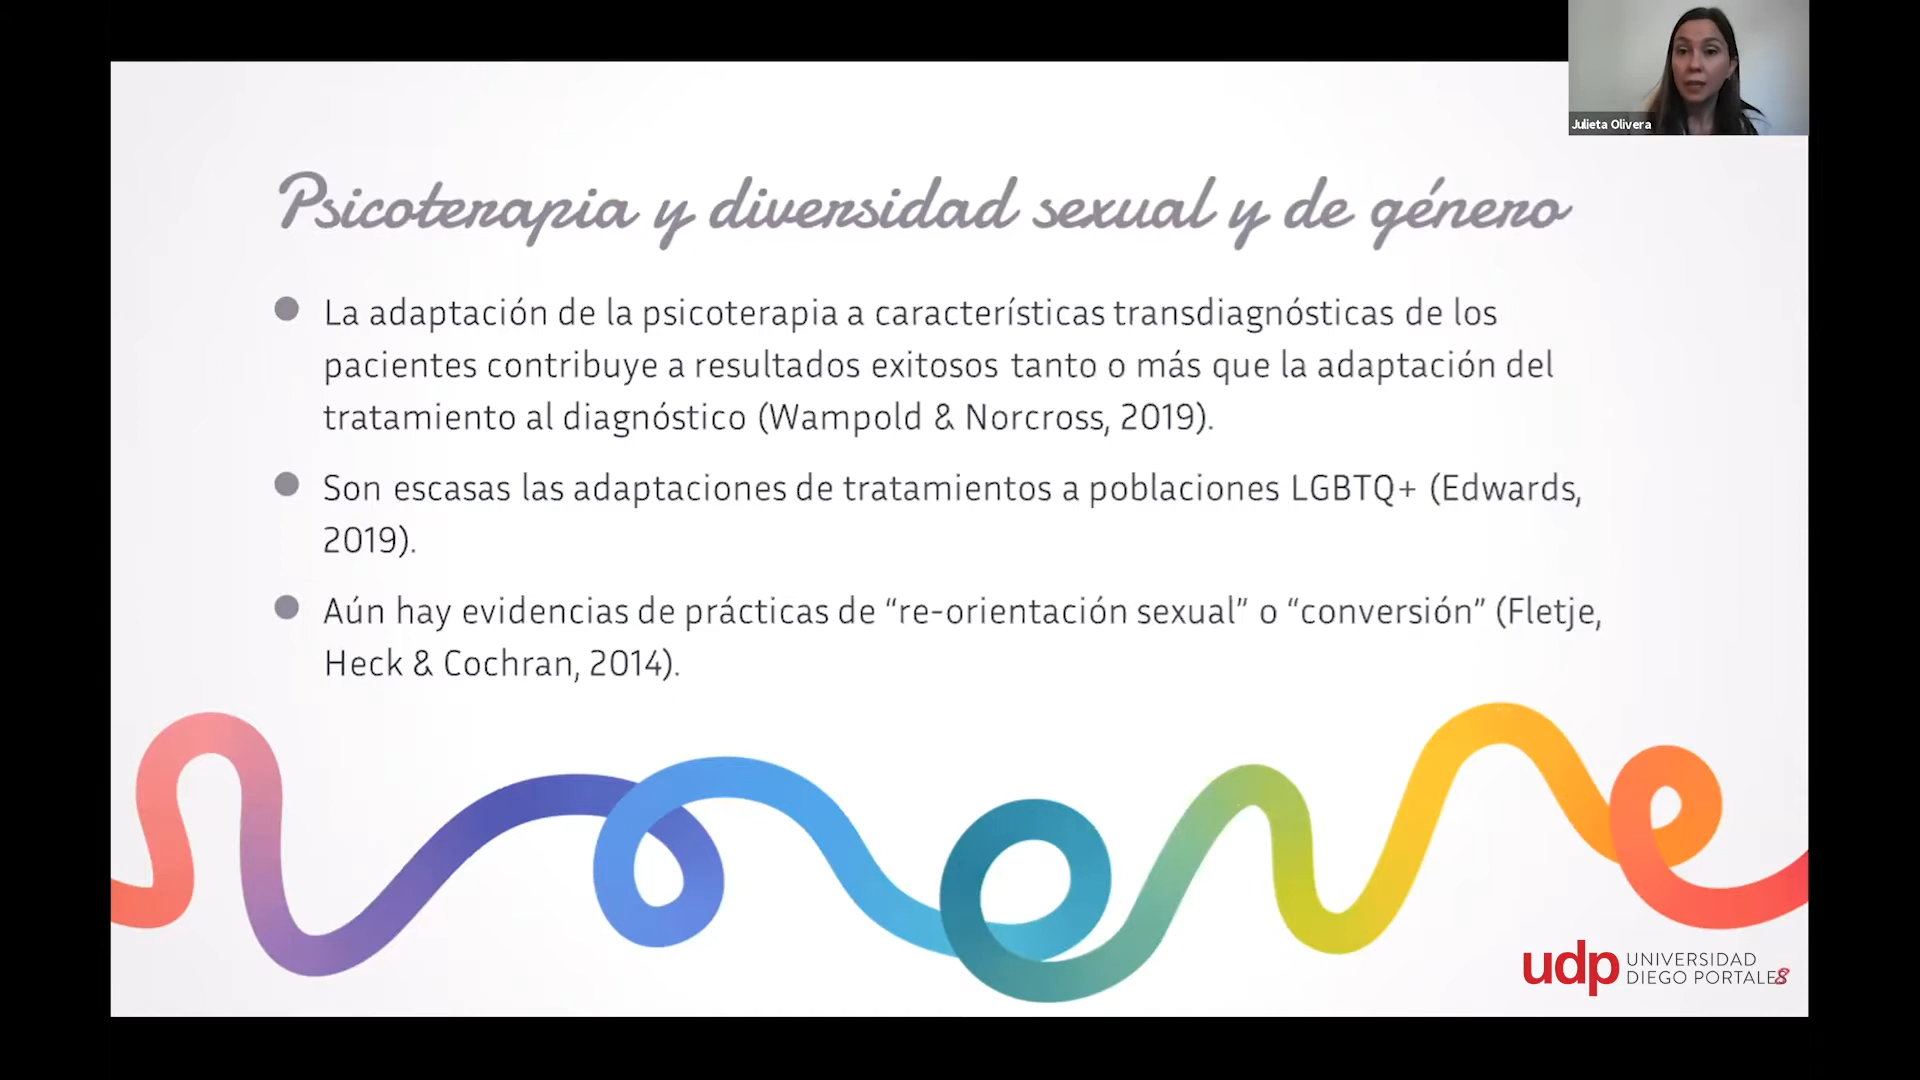 Julieta Olivera
Psicoterapia y diversidad sexual y de género
La adaptación de la psicoterapia a características transdiagnósticas de los
pacientes contribuye a resultados exitosos tanto o más que la adaptación del
tratamiento al diagnóstico (Wampold & Norcross, 2019).
Son escasas las adaptaciones de tratamientos a poblaciones LGBTQ+ (Edwards,
2019).
Aún hay evidencias de prácticas de “re-orientación sexual” o “conversión” (Fletje,
Heck & Cochran, 2014).
udp UNIVERSIDAD
DIEGO PORTALES
8